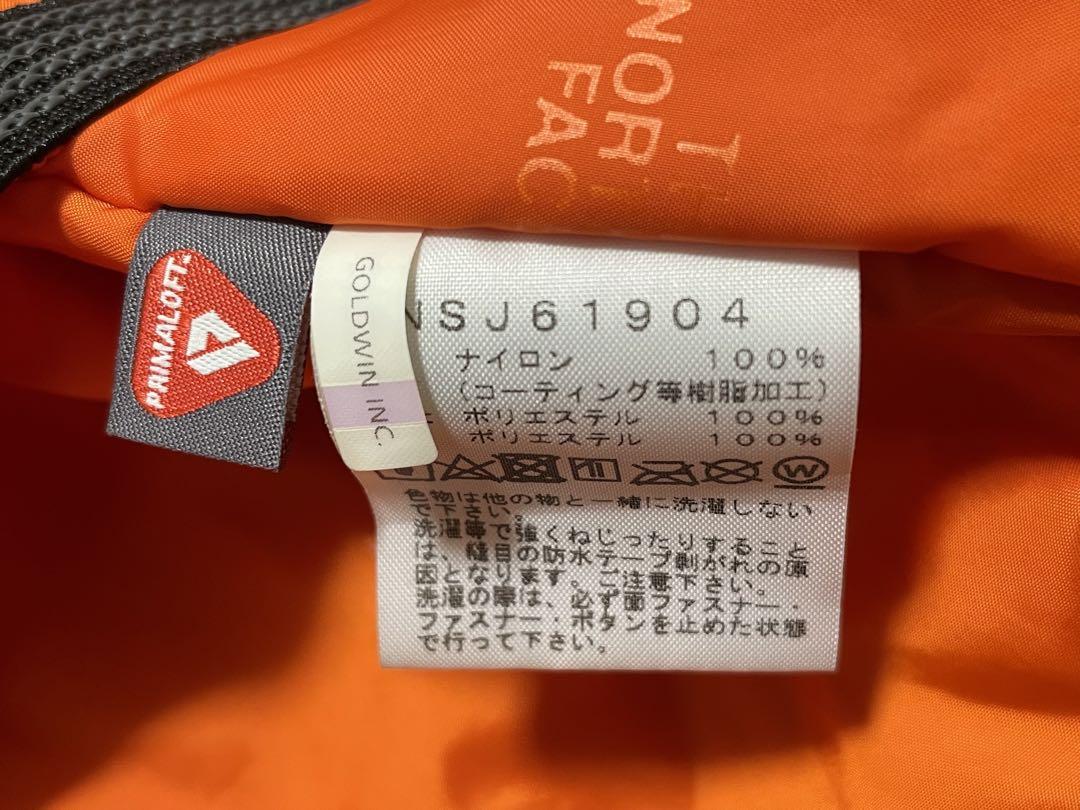 T
NOR
FAC
PRIMALOFT
GOLDWIN INC.
NSJ61904
ナイロン 100%
(コーティング等樹脂加工)
ポリエステル 100%
ポリエステル 100%
W
色物は他の物と一緒に洗濯しない
で下さい。
洗濯等で強くねじったりすること
は、縫目の防水テープ剥がれの原
因となります。ご注意下さい。
洗濯の際は、必ず面ファスナー・
ファスナー・ボタンを止めた状態
で行って下さい。